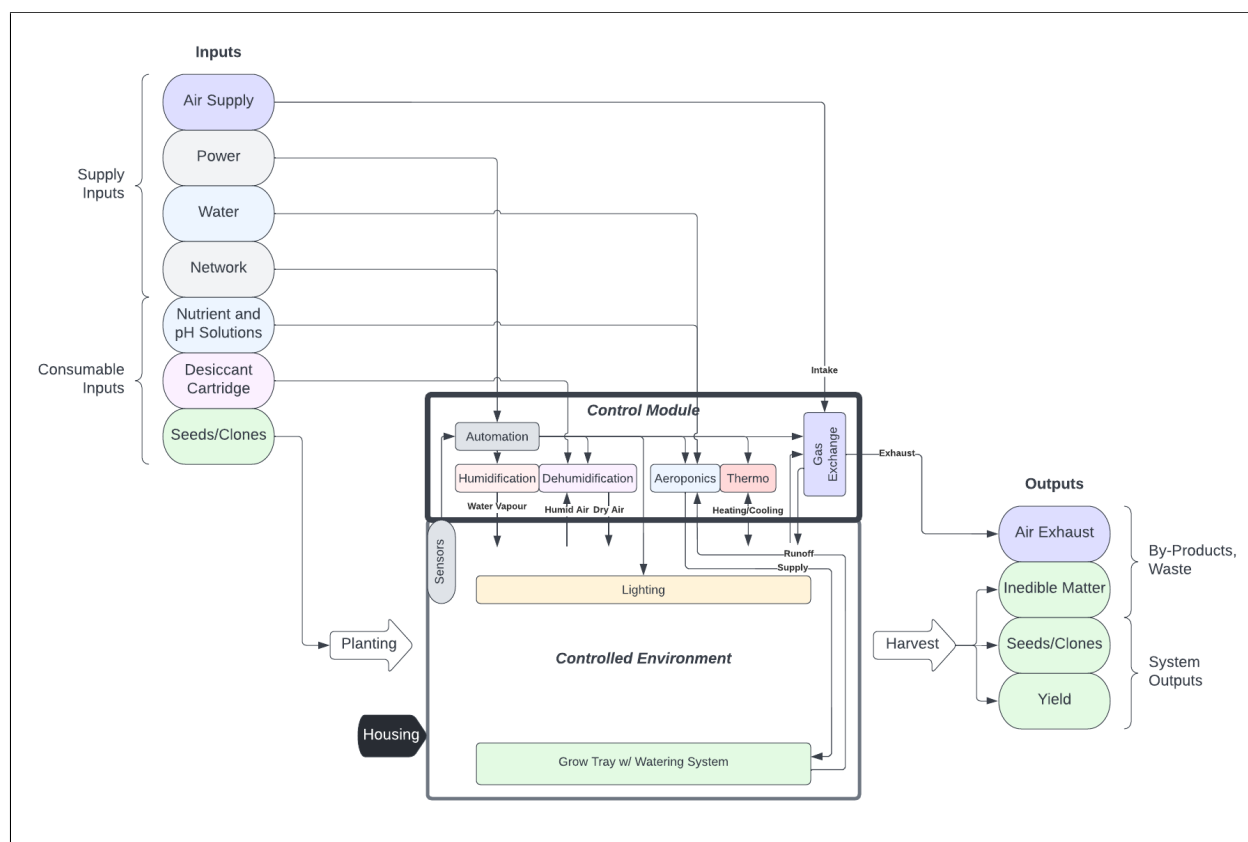 Inputs
Air Supply
Power
Supply
Inputs
Water
Network
Nutrient and
pH Solutions
Consumable
Inputs
Desiccant
Cartridge
Seeds/Clones
Intake
Control Module
Automation
Gas
Exchange
Exhaust
Humidification
Dehumidification
Aeroponics
Thermo
Water Vapour
Humid Air
Dry Air
Heating/Cooling
Sensors
Runoff
Supply
Lighting
Planting
Controlled Environment
Housing
Grow Tray w/ Watering System
Harvest
Outputs
Air Exhaust
By-Products,
Waste
Inedible Matter
Seeds/Clones
System
Outputs
Yield